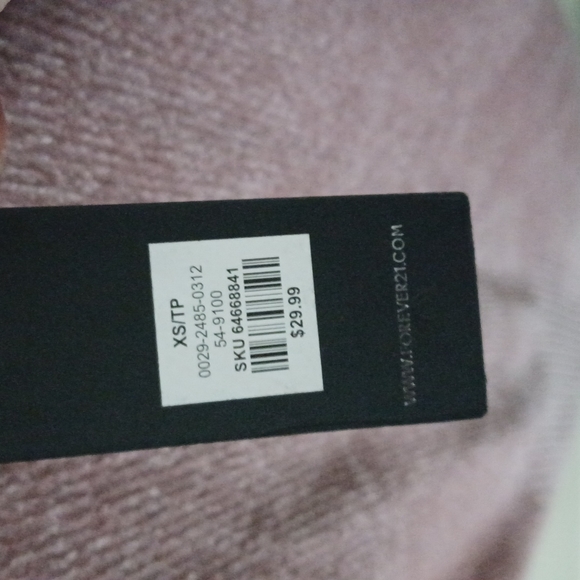 XS/TP
0029-2485-0312
54-9100
SKU 64668841
$29.99
WWW.FOREVER21.COM